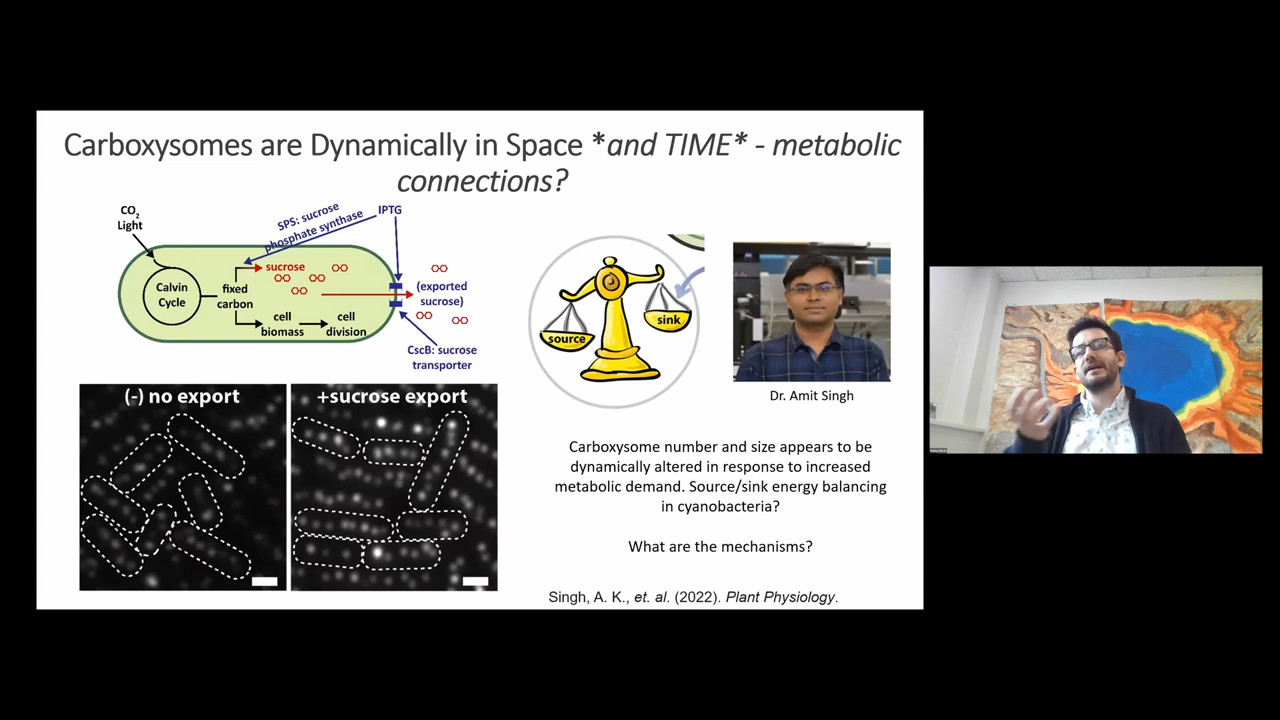 Carboxysomes are Dynamically in Space *and TIME* - metabolic
connections?
CO2
Light
SPS: sucrose
phosphate synthase
IPTG
Calvin
Cycle
fixed
carbon
sucrose
cell
biomass
cell
division
(exported
sucrose)
CscB: sucrose
transporter
source
sink
Dr. Amit Singh
(-) no export
+sucrose export
Carboxysome number and size appears to be
dynamically altered in response to increased
metabolic demand. Source/sink energy balancing
in cyanobacteria?
What are the mechanisms?
Singh, A. K., et. al. (2022). Plant Physiology.